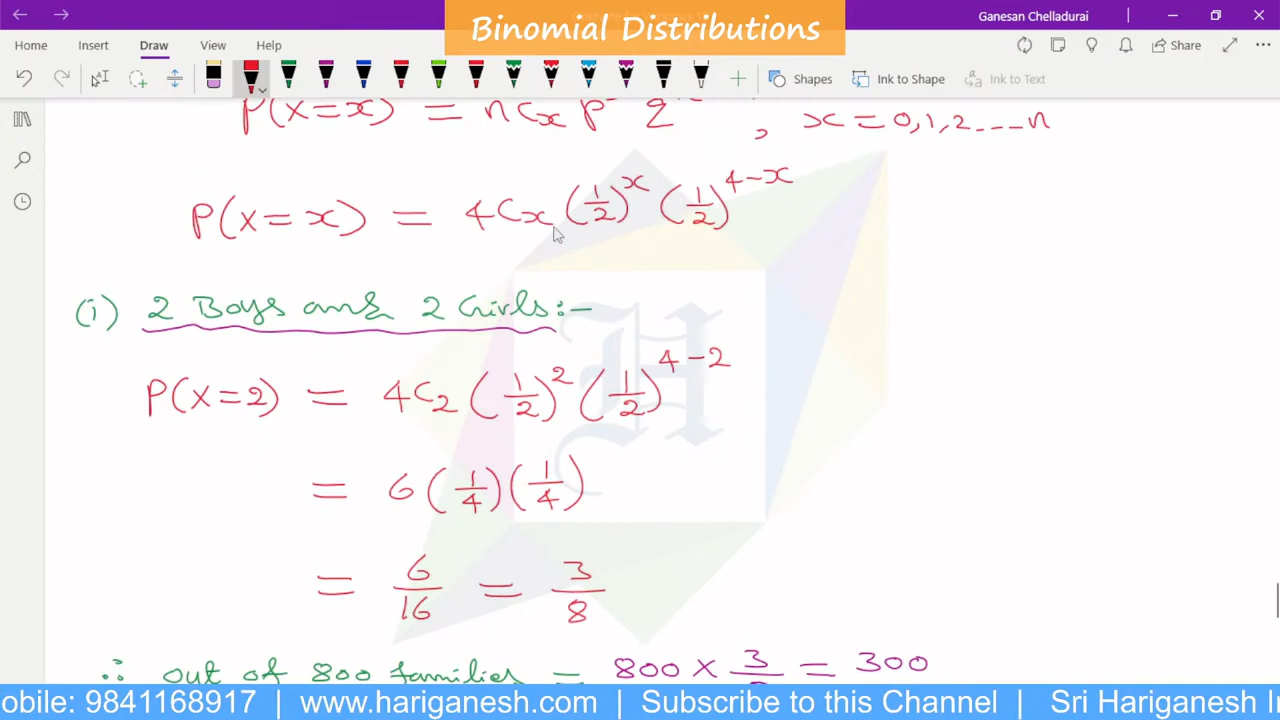 Binomial Distributions
Ganesan Chelladurai
Home Insert Draw View Help
Share
Shapes Ink to Shape Ink to Text
P(X=x) = nCx p q , x=0,1,2...n
P(X=x) = 4Cx (1/2)^x (1/2)^4-x
(i) 2 Boys and 2 Girls:-
P(X=2) = 4C2 (1/2)^2 (1/2)^4-2
= 6 (1/4)(1/4)
= 6/16 = 3/8
∴ out of 800 families = 800 × 3/8 = 300
obile: 9841168917 | www.hariganesh.com | Subscribe to this Channel | Sri Hariganesh I